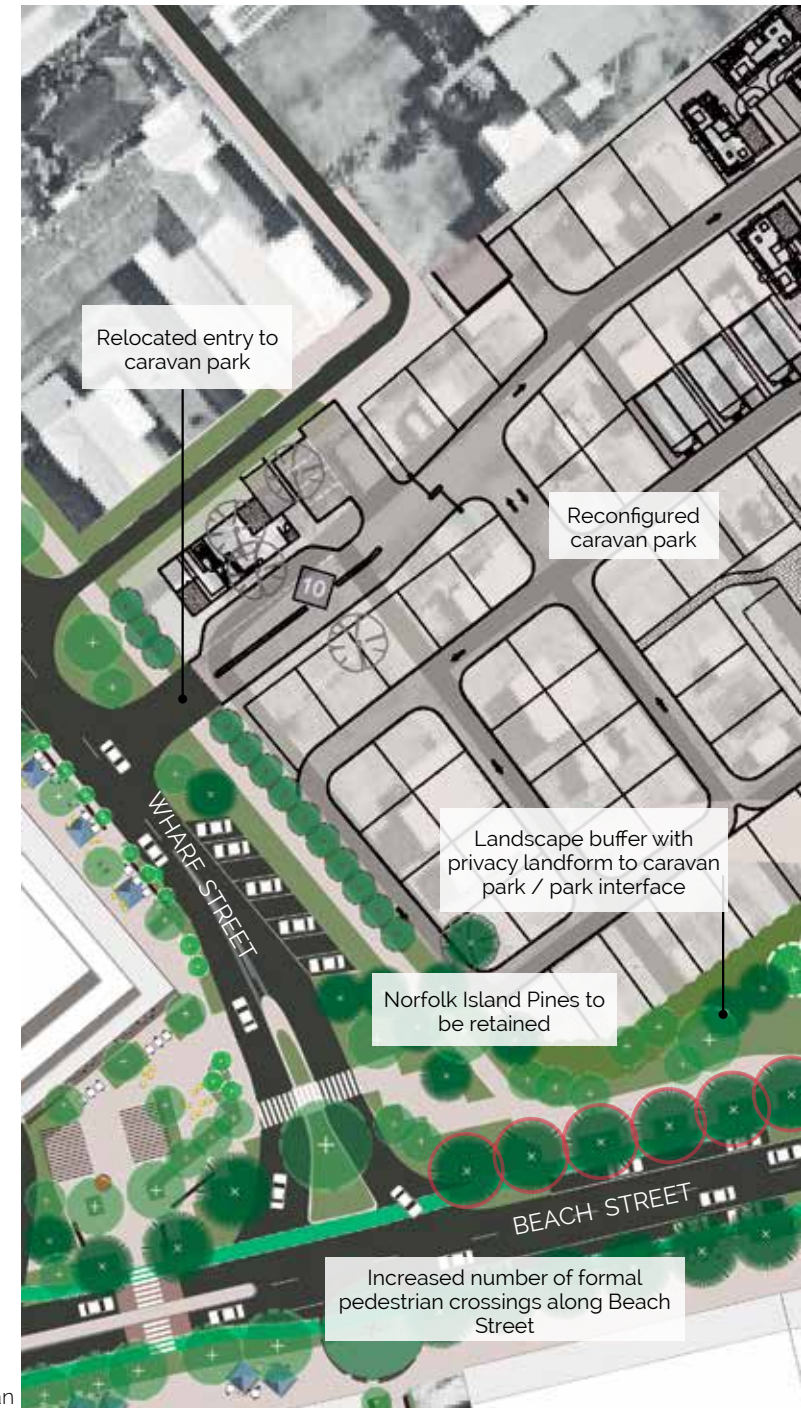 Relocated entry to
caravan park
Reconfigured
caravan park
10
WHARF STREET
Landscape buffer with
privacy landform to caravan
park / park interface
Norfolk Island Pines to
be retained
BEACH STREET
Increased number of formal
pedestrian crossings along Beach
Street